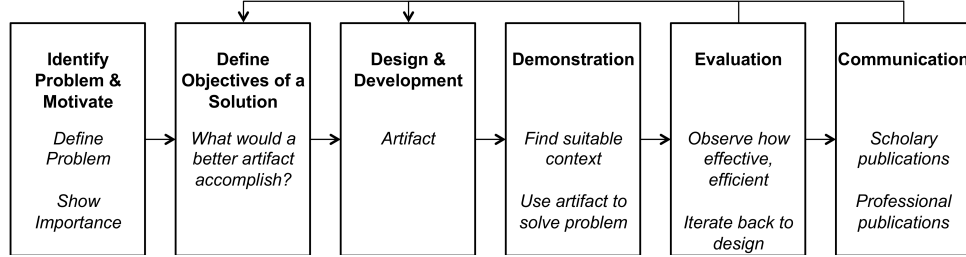 Identify
Problem &
Motivate
Define
Problem
Show
Importance
Define
Objectives of a
Solution
What would a
better artifact
accomplish?
Design &
Development
Artifact
Demonstration
Find suitable
context
Use artifact to
solve problem
Evaluation
Observe how
effective,
efficient
Iterate back to
design
Communication
Scholary
publications
Professional
publications